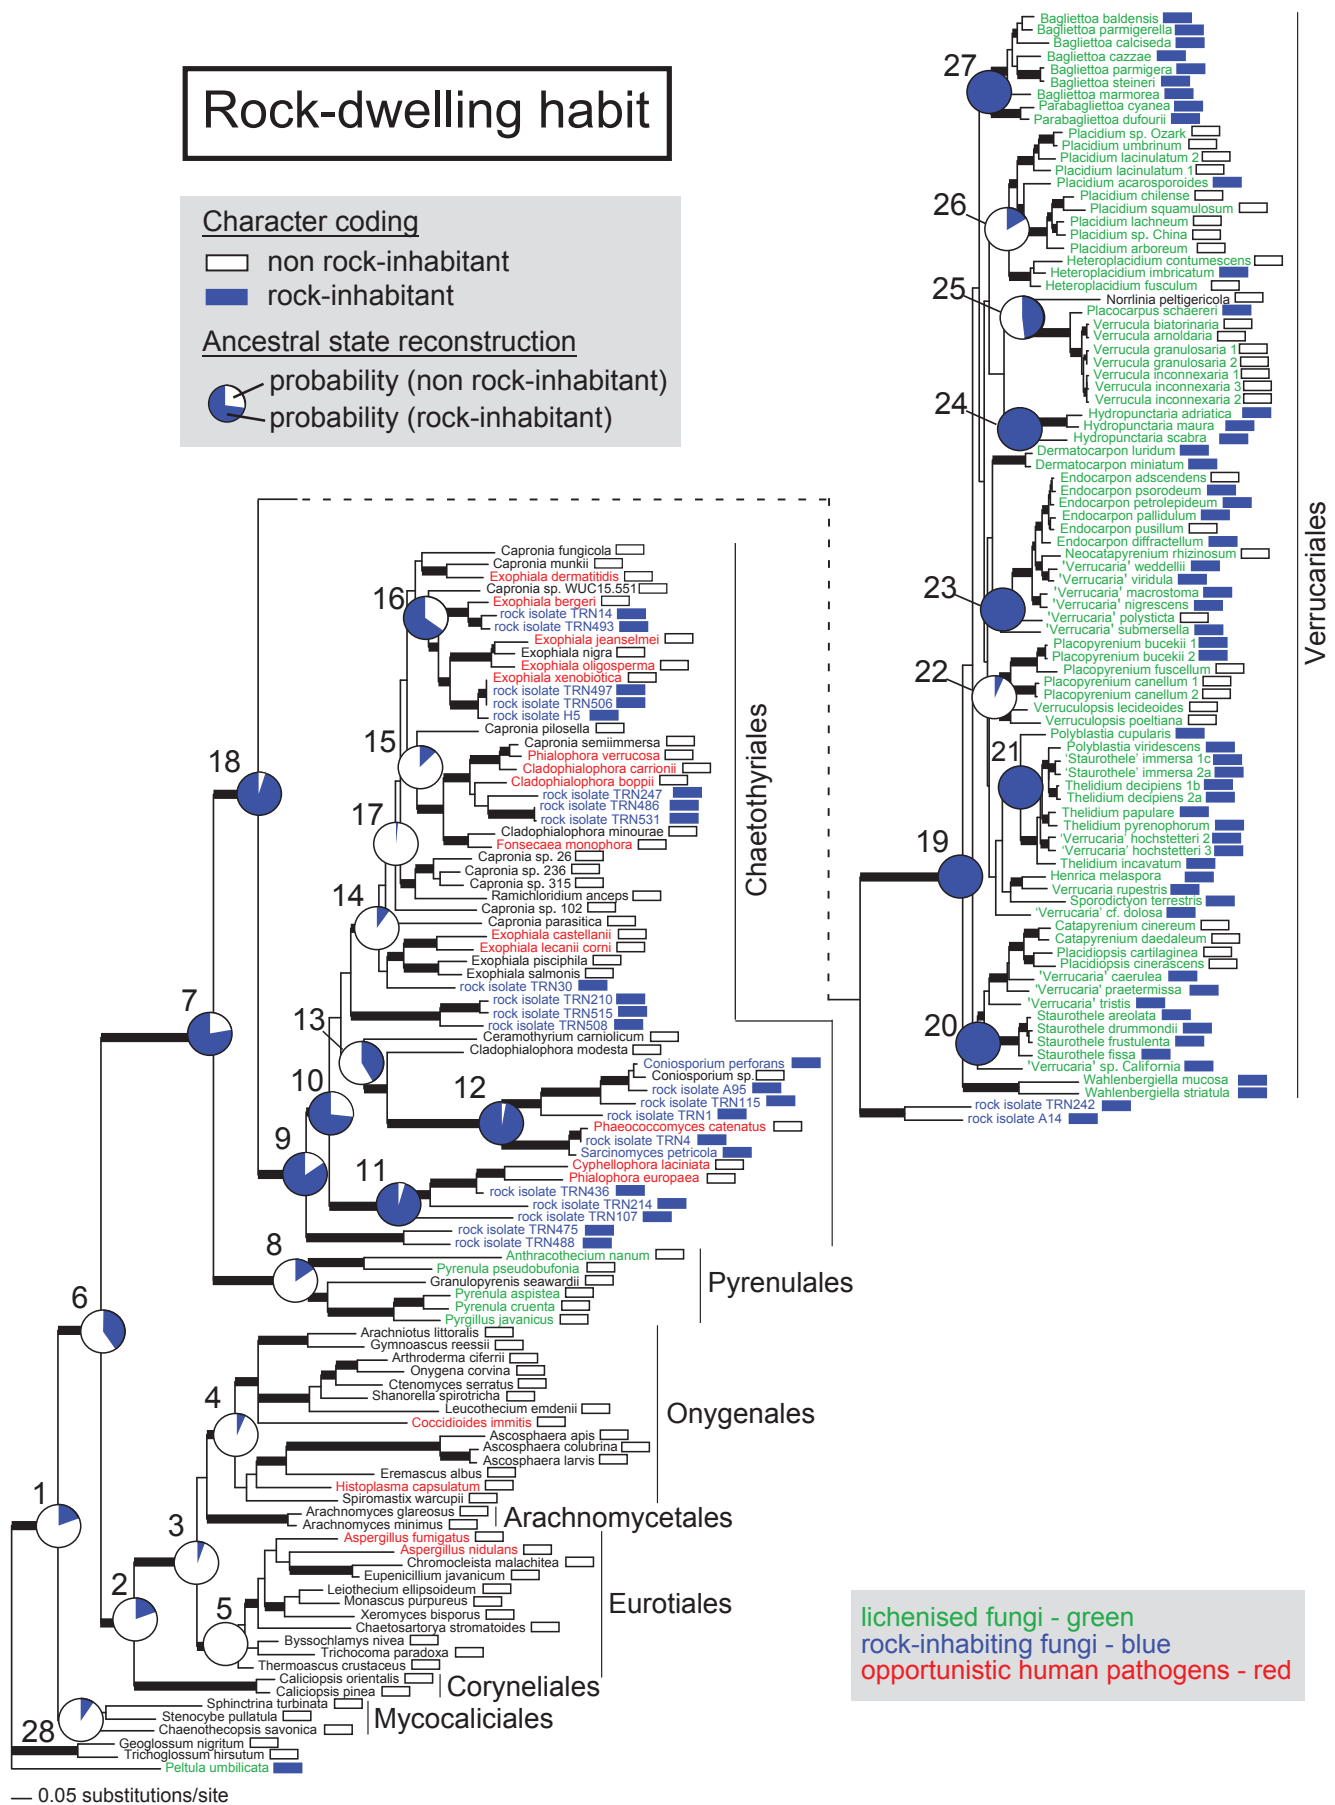 Rock-dwelling habit
Character coding
non rock-inhabitant
rock-inhabitant
Ancestral state reconstruction
probability (non rock-inhabitant)
probability (rock-inhabitant)
Capronia fungicola
Capronia munkii
Exophiala dermatitidis
Capronia sp. WUC15.551
Exophiala bergeri
rock isolate TRN14
rock isolate TRN493
Exophiala jeanselmei
Exophiala nigra
Exophiala oligosperma
Exophiala xenobiotica
rock isolate TRN497
rock isolate TRN506
rock isolate H5
Capronia pilosella
Capronia semiimmersa
Phialophora verrucosa
Cladophialophora carrionii
Cladophialophora boppii
rock isolate TRN247
rock isolate TRN486
rock isolate TRN531
Cladophialophora minourae
Fonsecaea monophora
Capronia sp. 26
Capronia sp. 236
Capronia sp. 315
Ramichloridium anceps
Capronia sp. 102
Capronia parasitica
Exophiala castellanii
Exophiala lecanii corni
Exophiala pisciphila
Exophiala salmonis
rock isolate TRN30
rock isolate TRN210
rock isolate TRN515
rock isolate TRN508
Ceramothyrium carniolicum
Cladophialophora modesta
Coniosporium perforans
Coniosporium sp.
rock isolate A95
rock isolate TRN115
rock isolate TRN1
Phaeococcomyces catenatus
rock isolate TRN4
Sarcinomyces petricola
Cyphellophora laciniata
Phialophora europaea
rock isolate TRN436
rock isolate TRN214
rock isolate TRN107
rock isolate TRN475
rock isolate TRN488
Chaetothyriales
Anthracothecium nanum
Pyrenula pseudobufonia
Granulopyrenis seawardii
Pyrenula aspistea
Pyrenula cruenta
Pyrgillus javanicus
Pyrenulales
Arachniotus littoralis
Gymnoascus reessii
Arthroderma ciferrii
Onygena corvina
Ctenomyces serratus
Shanorella spirotricha
Leucothecium emdenii
Coccidioides immitis
Ascosphaera apis
Ascosphaera colubrina
Ascosphaera larvis
Eremascus albus
Histoplasma capsulatum
Spiromastix warcupii
Onygenales
Arachnomyces glareosus
Arachnomyces minimus
Arachnomycetales
Aspergillus fumigatus
Aspergillus nidulans
Chromocleista malachitea
Eupenicillium javanicum
Leiothecium ellipsoideum
Monascus purpureus
Xeromyces bisporus
Chaetosartorya stromatoides
Byssochlamys nivea
Trichocoma paradoxa
Thermoascus crustaceus
Eurotiales
Caliciopsis orientalis
Caliciopsis pinea
Coryneliales
Sphinctrina turbinata
Stenocybe pullatula
Chaenothecopsis savonica
Mycocaliciales
Geoglossum nigritum
Trichoglossum hirsutum
Peltula umbilicata
0.05 substitutions/site
16
15
18
17
14
7
13
10
12
9
11
8
6
4
1
3
2
5
28
Bagliettoa baldensis
Bagliettoa parmigerella
Bagliettoa calciseda
Bagliettoa cazzae
Bagliettoa parmigera
Bagliettoa steineri
Bagliettoa marmorea
Parabagliettoa cyanea
Parabagliettoa dufourii
Placidium sp. Ozark
Placidium umbrinum
Placidium lacinulatum 2
Placidium lacinulatum 1
Placidium acarosporoides
Placidium chilense
Placidium squamulosum
Placidium lachneum
Placidium sp. China
Placidium arboreum
Heteroplacidium contumescens
Heteroplacidium imbricatum
Heteroplacidium fusculum
Norrlinia peltigericola
Placocarpus schaereri
Verrucula biatorinaria
Verrucula arnoldaria
Verrucula granulosaria 1
Verrucula granulosaria 2
Verrucula inconnexaria 1
Verrucula inconnexaria 3
Verrucula inconnexaria 2
Hydropunctaria adriatica
Hydropunctaria maura
Hydropunctaria scabra
Dermatocarpon luridum
Dermatocarpon miniatum
Endocarpon adscendens
Endocarpon psorodeum
Endocarpon petrolepideum
Endocarpon pallidulum
Endocarpon pusillum
Endocarpon diffractellum
Neocatapyrenium rhizinosum
'Verrucaria' weddellii
'Verrucaria' viridula
'Verrucaria' macrostoma
'Verrucaria' nigrescens
'Verrucaria' polysticta
'Verrucaria' submersella
Placopyrenium bucekii 1
Placopyrenium bucekii 2
Placopyrenium fuscellum
Placopyrenium canellum 1
Placopyrenium canellum 2
Verruculopsis lecideoides
Verruculopsis poeltiana
Polyblastia cupularis
Polyblastia viridescens
'Staurothele' immersa 1c
'Staurothele' immersa 2a
Thelidium decipiens 1b
Thelidium decipiens 2a
Thelidium papulare
Thelidium pyrenophorum
'Verrucaria' hochstetteri 2
'Verrucaria' hochstetteri 3
Thelidium incavatum
Henrica melaspora
Verrucaria rupestris
Sporodictyon terrestris
'Verrucaria' cf. dolosa
Catapyrenium cinereum
Catapyrenium daedaleum
Placidiopsis cartilaginea
Placidiopsis cinerascens
'Verrucaria' caerulea
'Verrucaria' praetermissa
'Verrucaria' tristis
Staurothele areolata
Staurothele drummondii
Staurothele frustulenta
Staurothele fissa
'Verrucaria' sp. California
Wahlenbergiella mucosa
Wahlenbergiella striatula
rock isolate TRN242
rock isolate A14
Verrucariales
27
26
25
24
23
22
21
19
20
lichenised fungi - green
rock-inhabiting fungi - blue
opportunistic human pathogens - red